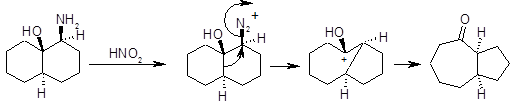 HO NH₂ H H
HNO₂
HO N₂ + H H
HO H + H
O H H